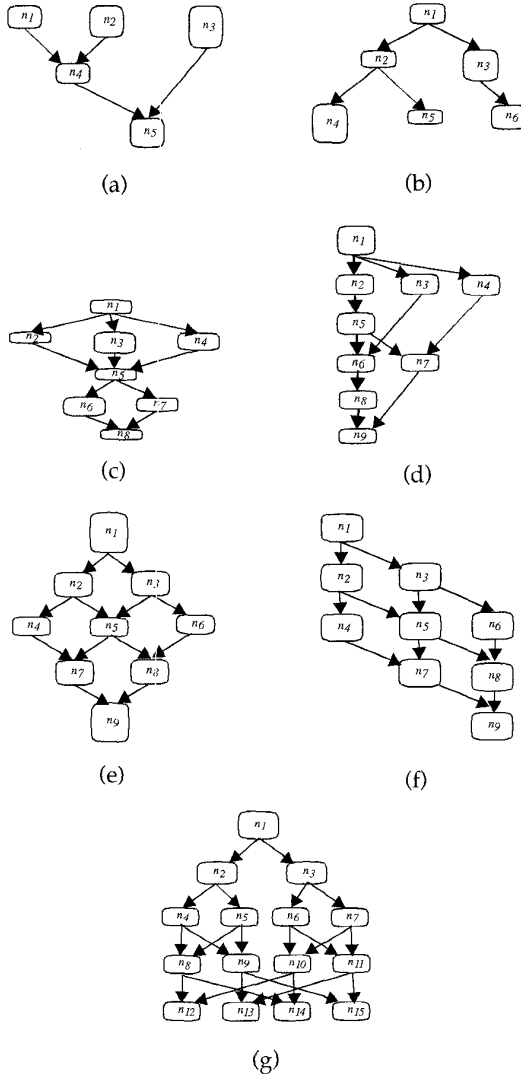 n1 n2 n3
n4
n5
(a)
n1
n2 n3
n4 n5 n6
(b)
n1
n2 n3 n4
n5
n6 n7
n8
(c)
n1
n2 n3 n4
n5
n6 n7
n8
n9
(d)
n1
n2 n3
n4 n5 n6
n7 n8
n9
(e)
n1
n2 n3
n4 n5 n6
n7 n8
n9
(f)
n1
n2 n3
n4 n5 n6 n7
n8 n9 n10 n11
n12 n13 n14 n15
(g)